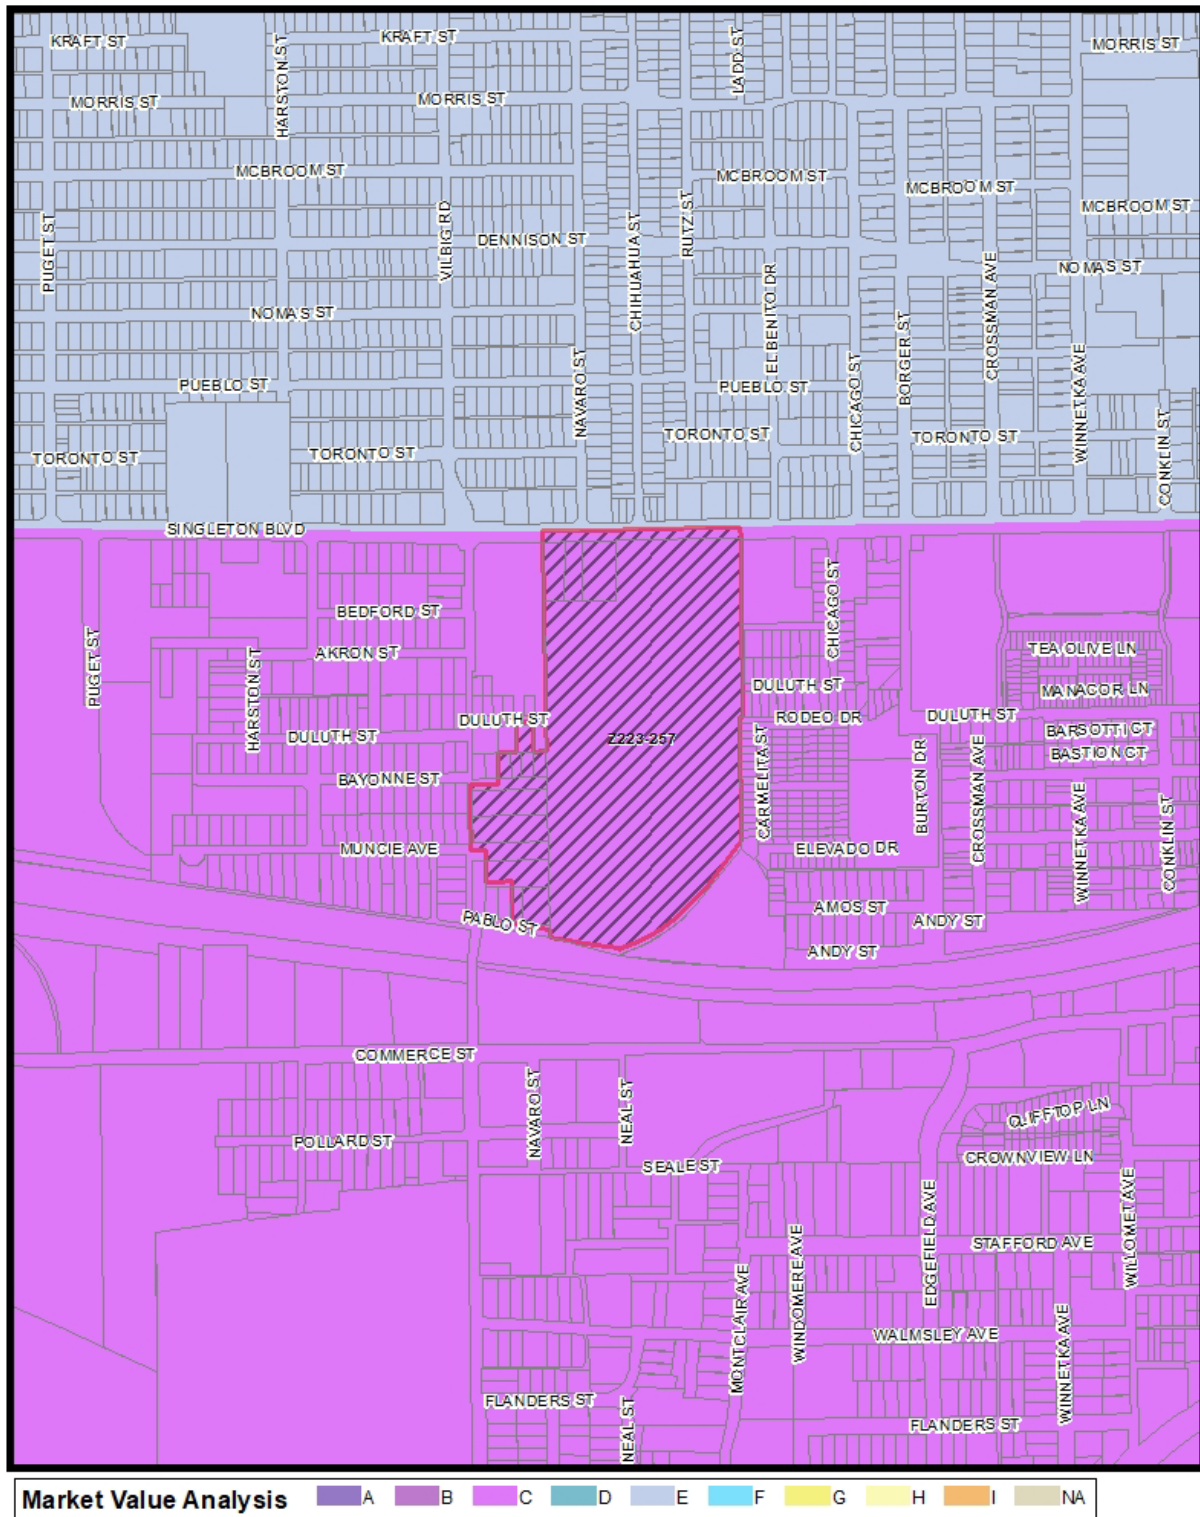 KRAFT ST
KRAFT ST
MORRIS ST
HARSTON ST
LADD ST
MORRIS ST
MORRIS ST
MCBROOM ST
MCBROOM ST
MCBROOM ST
MCBROOM ST
PUGET ST
VILBIG RD
DENNISON ST
CHIHUAHUA ST
RUTZ ST
NOMAS ST
NOMAS ST
EL BENITO DR
CROSSMAN AVE
BORGER ST
PUEBLO ST
NAVARO ST
PUEBLO ST
CHICAGO ST
WINNETKA AVE
TORONTO ST
TORONTO ST
TORONTO ST
TORONTO ST
CONKLIN ST
SINGLETON BLVD
BEDFORD ST
CHICAGO ST
AKRON ST
PUGET ST
HARSTON ST
TEA OLIVE LN
DULUTH ST
MANACOR LN
DULUTH ST
RODEO DR
DULUTH ST
BARSOTTI CT
DULUTH ST
Z223-257
BASTION CT
BAYONNE ST
CARMELITA ST
BURTON DR
CROSSMAN AVE
WINNETKA AVE
CONKLIN ST
MUNCIE AVE
ELEVADO DR
AMOS ST
PABLO ST
ANDY ST
ANDY ST
COMMERCE ST
NAVARO ST
NEAL ST
CLIFFTOP LN
POLLARD ST
CROWNVIEW LN
SEALE ST
EDGEFIELD AVE
WILLOMET AVE
STAFFORD AVE
MONTCLAIR AVE
WINDOMERE AVE
WALMSLEY AVE
WINNETKA AVE
FLANDERS ST
NEAL ST
FLANDERS ST
Market Value Analysis A B C D E F G H I NA